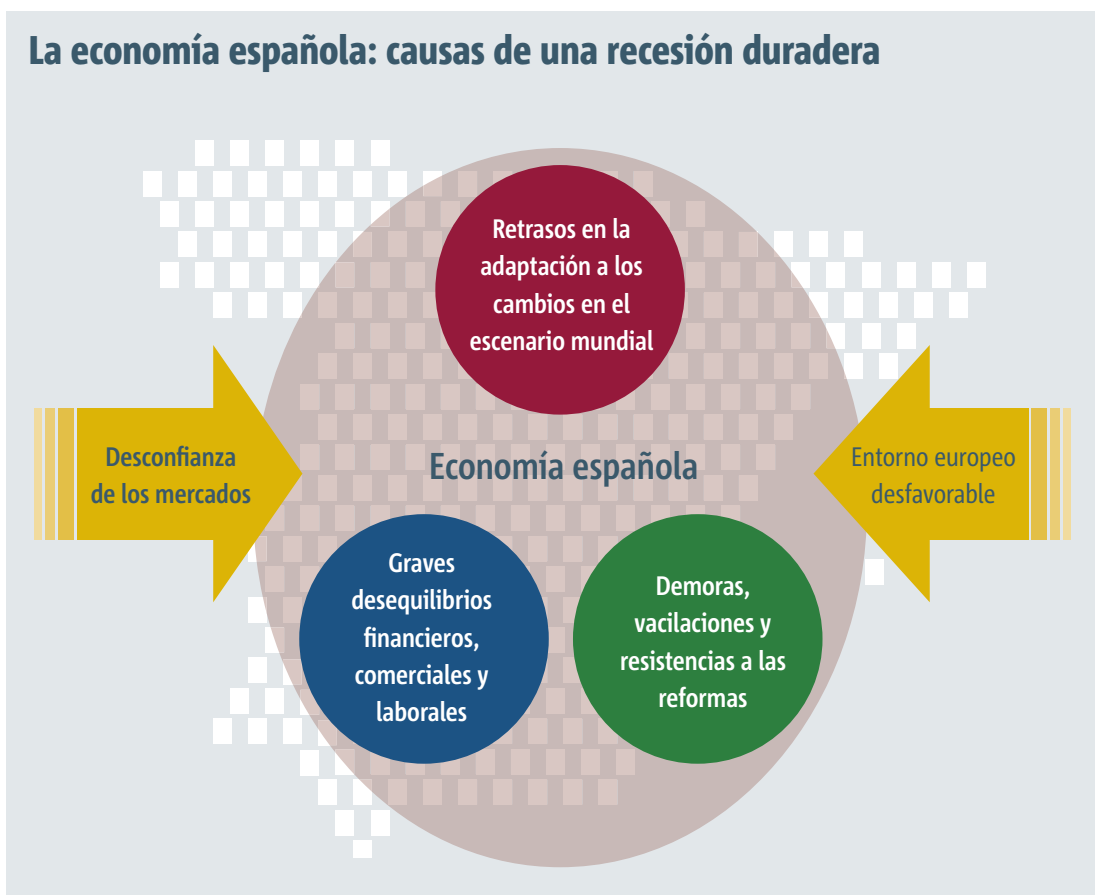 La economía española: causas de una recesión duradera
Retrasos en la
adaptación a los
cambios en el
escenario mundial
Desconfianza
de los mercados
Economía española
Entorno europeo
desfavorable
Graves
desequilibrios
financieros,
comerciales y
laborales
Demoras,
vacilaciones y
resistencias a las
reformas